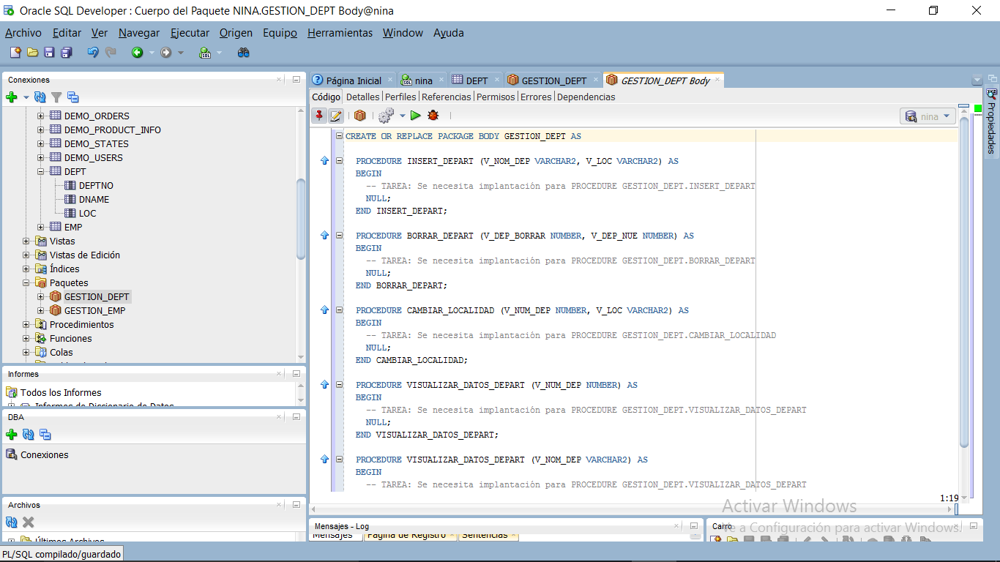 Oracle SQL Developer : Cuerpo del Paquete NINA.GESTION_DEPT Body@nina
Archivo Editar Ver Navegar Ejecutar Origen Equipo Herramientas Window Ayuda
Conexiones
DEMO_ORDERS
DEMO_PRODUCT_INFO
DEMO_STATES
DEMO_USERS
DEPT
DEPTNO
DNAME
LOC
EMP
Vistas
Vistas de Edición
Índices
Paquetes
GESTION_DEPT
GESTION_EMP
Procedimientos
Funciones
Colas
Informes
Todos los Informes
Informes de Diccionario de Datos
DBA
Conexiones
Archivos
Últimos Archivos
Página Inicial nina DEPT GESTION_DEPT GESTION_DEPT Body
Código Detalles Perfiles Referencias Permisos Errores Dependencias
nina
CREATE OR REPLACE PACKAGE BODY GESTION_DEPT AS
PROCEDURE INSERT_DEPART (V_NOM_DEP VARCHAR2, V_LOC VARCHAR2) AS
BEGIN
-- TAREA: Se necesita implantación para PROCEDURE GESTION_DEPT.INSERT_DEPART
NULL;
END INSERT_DEPART;
PROCEDURE BORRAR_DEPART (V_DEP_BORRAR NUMBER, V_DEP_NUE NUMBER) AS
BEGIN
-- TAREA: Se necesita implantación para PROCEDURE GESTION_DEPT.BORRAR_DEPART
NULL;
END BORRAR_DEPART;
PROCEDURE CAMBIAR_LOCALIDAD (V_NUM_DEP NUMBER, V_LOC VARCHAR2) AS
BEGIN
-- TAREA: Se necesita implantación para PROCEDURE GESTION_DEPT.CAMBIAR_LOCALIDAD
NULL;
END CAMBIAR_LOCALIDAD;
PROCEDURE VISUALIZAR_DATOS_DEPART (V_NUM_DEP NUMBER) AS
BEGIN
-- TAREA: Se necesita implantación para PROCEDURE GESTION_DEPT.VISUALIZAR_DATOS_DEPART
NULL;
END VISUALIZAR_DATOS_DEPART;
PROCEDURE VISUALIZAR_DATOS_DEPART (V_NOM_DEP VARCHAR2) AS
BEGIN
-- TAREA: Se necesita implantación para PROCEDURE GESTION_DEPT.VISUALIZAR_DATOS_DEPART
1:19
Propiedades
Activar Windows
Ve a Configuración para activar Windows.
Mensajes - Log
Mensajes Página de Registro Sentencias
Carro
PL/SQL compilado/guardado